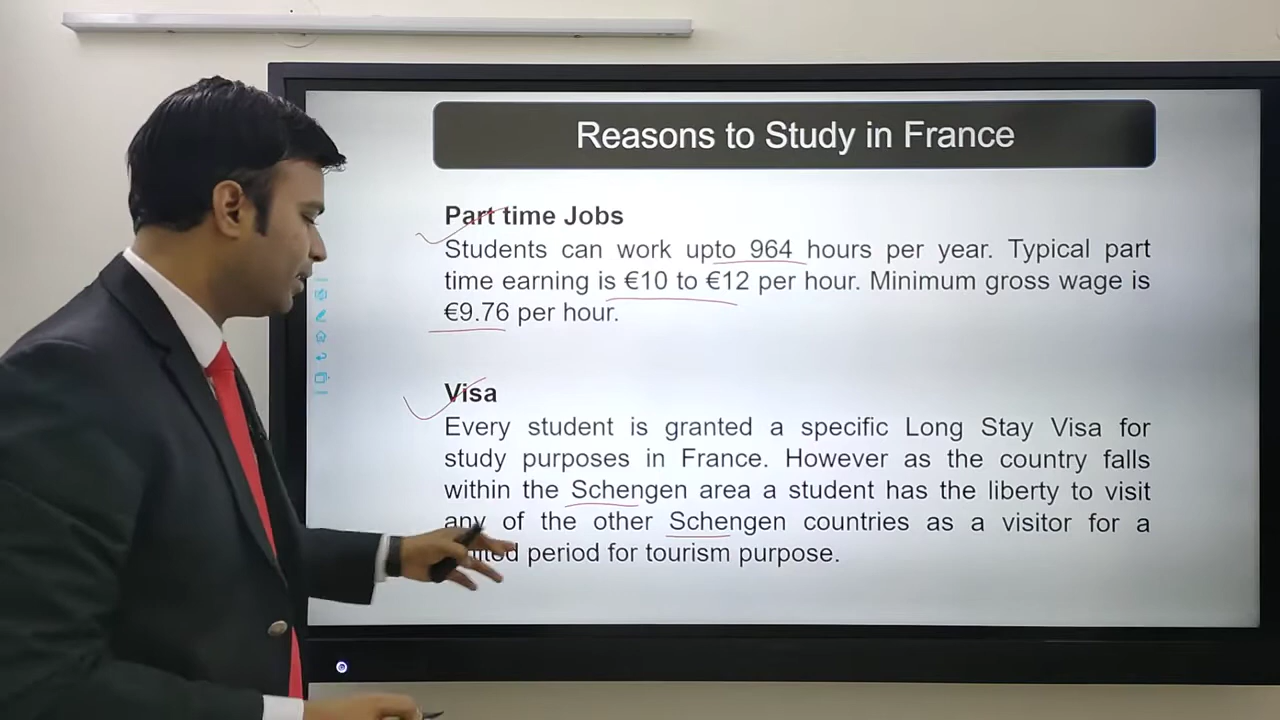 Reasons to Study in France
Part time Jobs
Students can work upto 964 hours per year. Typical part
time earning is €10 to €12 per hour. Minimum gross wage is
€9.76 per hour.
Visa
Every student is granted a specific Long Stay Visa for
study purposes in France. However as the country falls
within the Schengen area a student has the liberty to visit
any of the other Schengen countries as a visitor for a
period for tourism purpose.